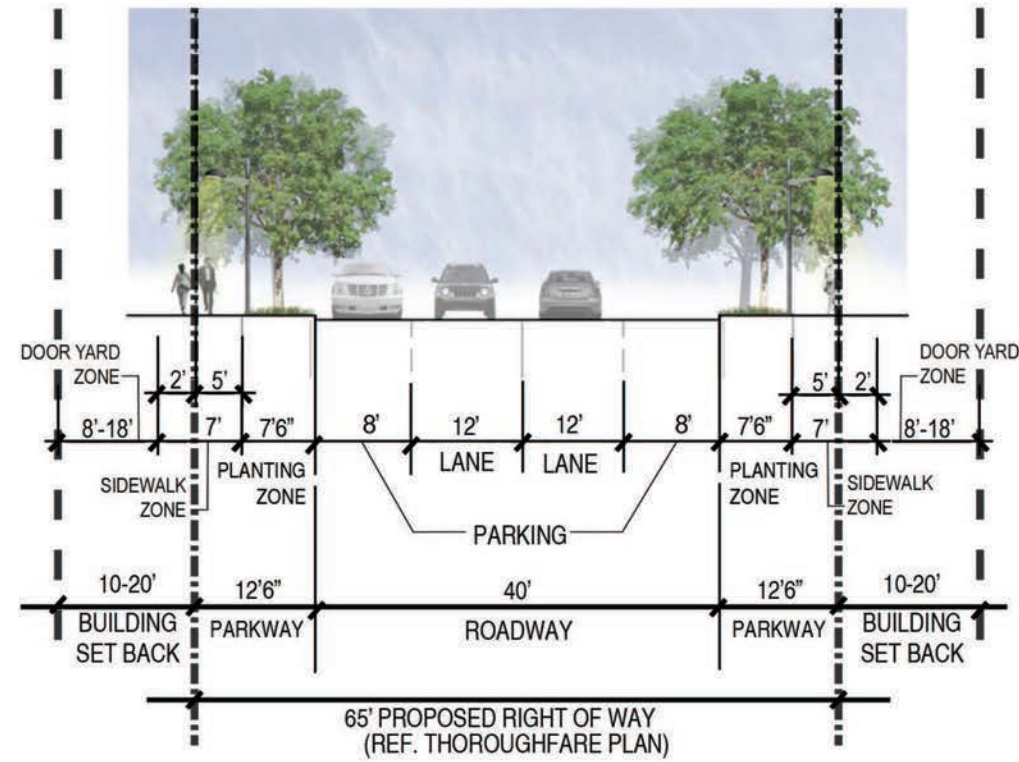 DOOR YARD
ZONE
2' 5'
5' 2'
DOOR YARD
ZONE
8'-18' 7' 7'6" 8' 12' 12' 8' 7'6" 7' 8'-18'
LANE LANE
SIDEWALK
ZONE
PLANTING
ZONE
PLANTING
ZONE
SIDEWALK
ZONE
PARKING
10-20' 12'6" 40' 12'6" 10-20'
BUILDING
SET BACK
PARKWAY
ROADWAY
PARKWAY
BUILDING
SET BACK
65' PROPOSED RIGHT OF WAY
(REF. THOROUGHFARE PLAN)